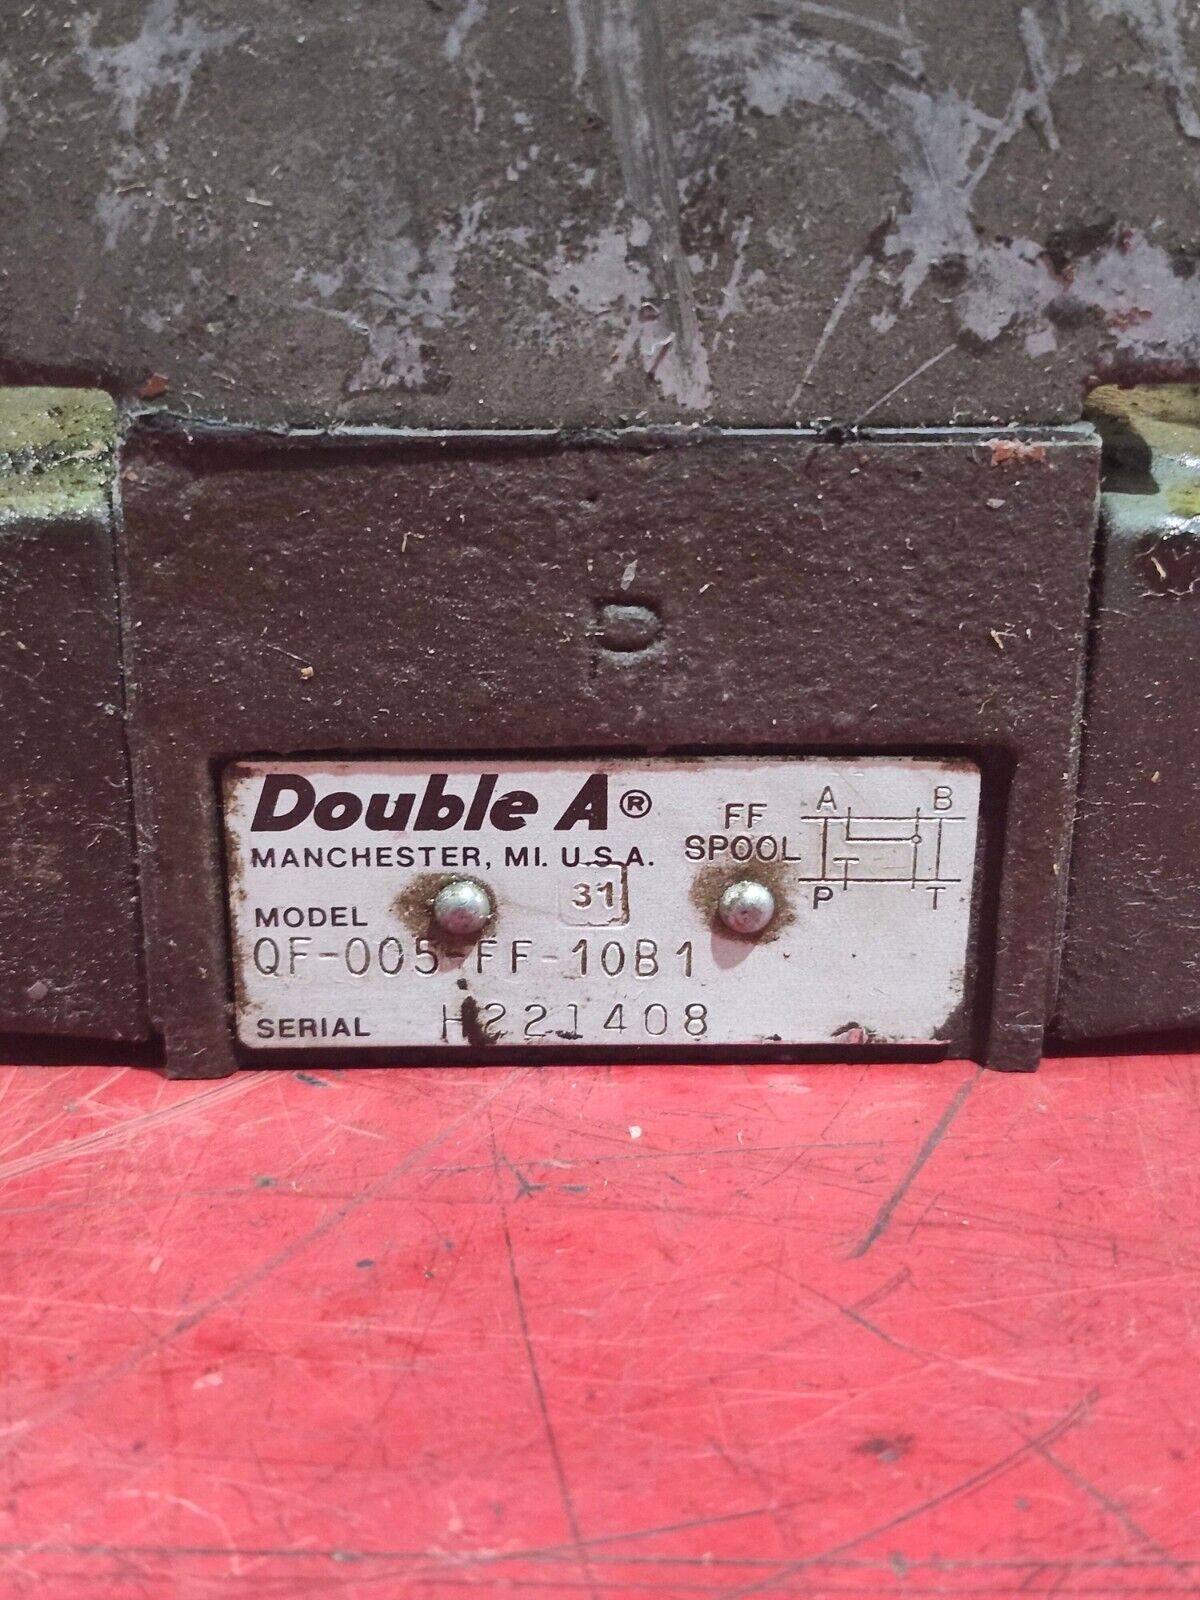 P
Double A®
MANCHESTER, MI. U.S.A.
FF
SPOOL
A B
P T
31
MODEL
QF-005-FF-10B1
SERIAL H221408